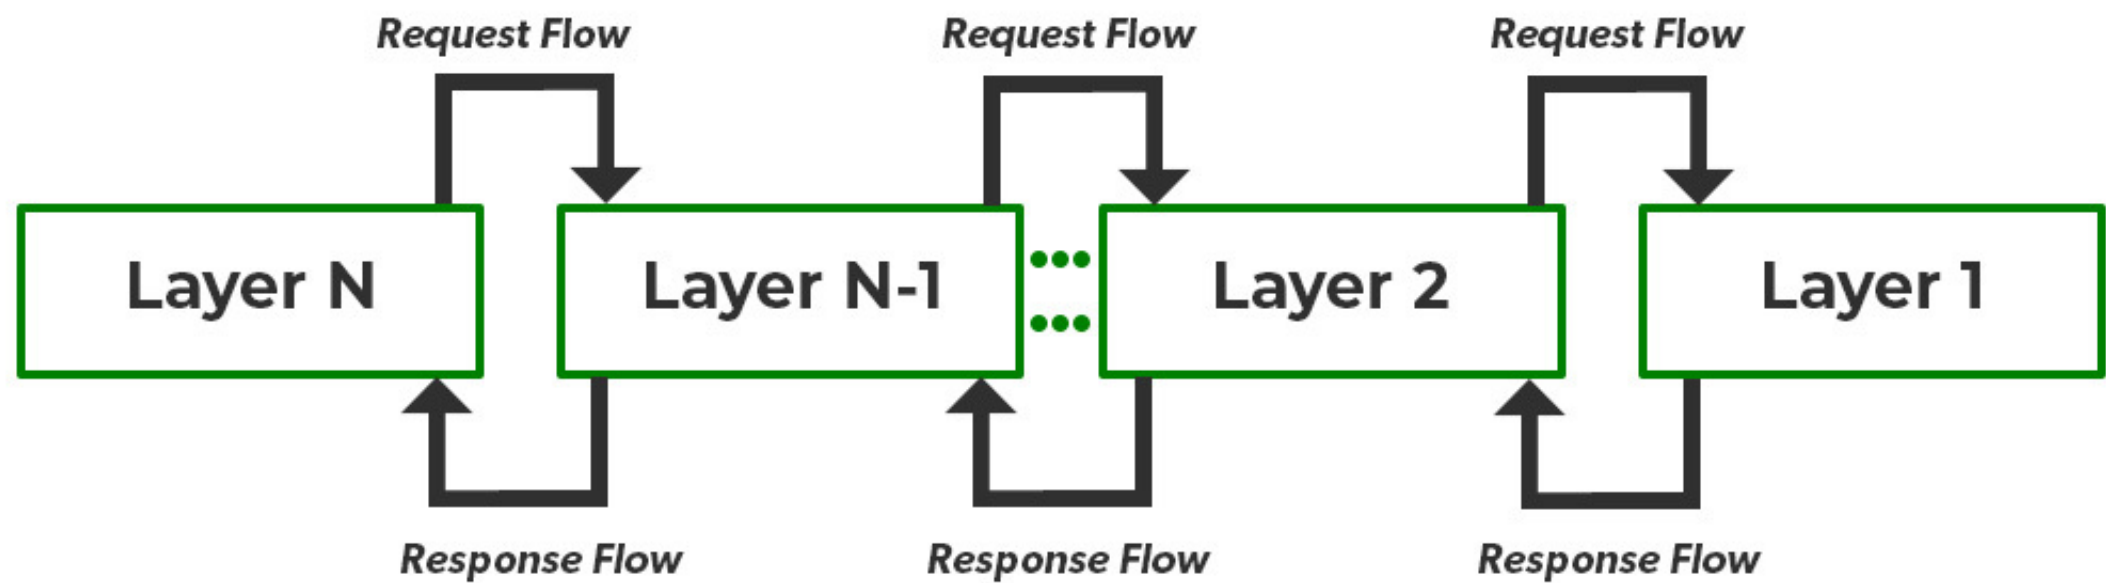 Request Flow
Request Flow
Request Flow
Layer N
Layer N-1
Layer 2
Layer 1
Response Flow
Response Flow
Response Flow